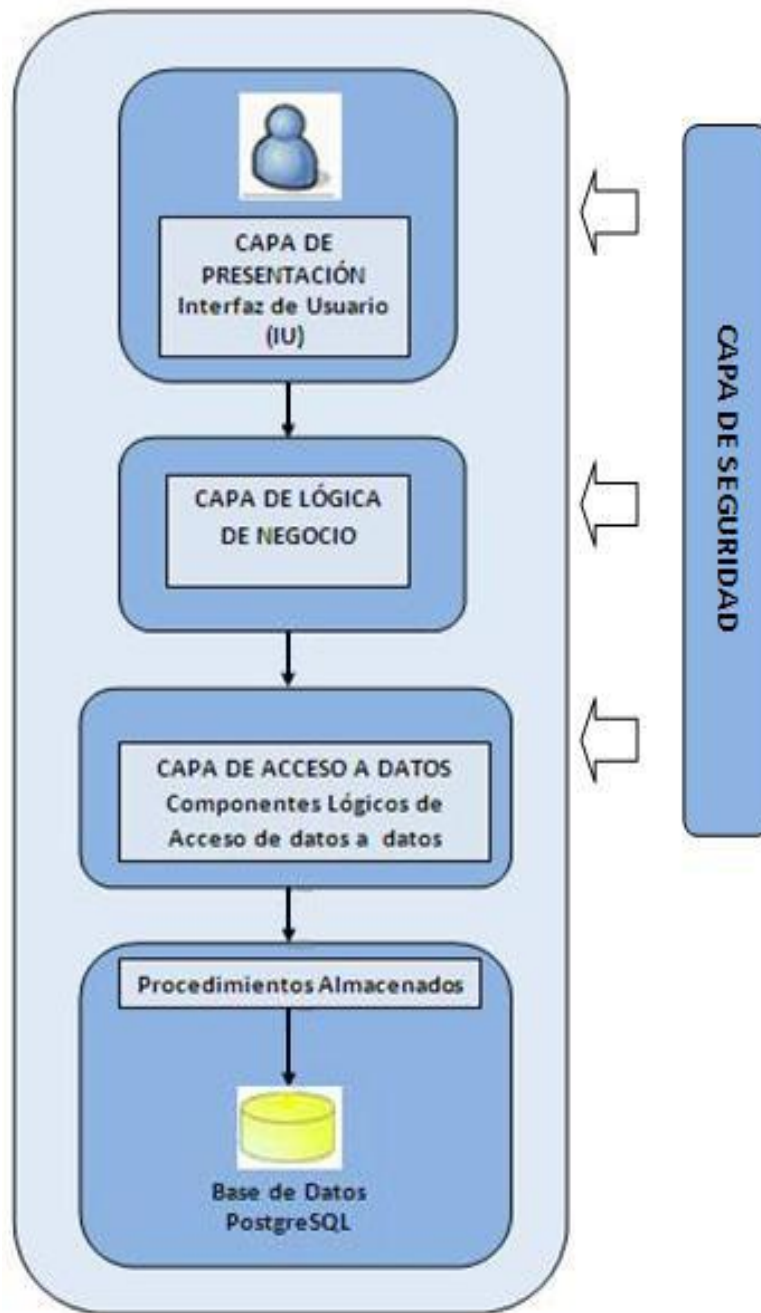 CAPA DE
PRESENTACIÓN
Interfaz de Usuario
(IU)
CAPA DE LÓGICA
DE NEGOCIO
CAPA DE ACCESO A DATOS
Componentes Lógicos de
Acceso de datos a datos
Procedimientos Almacenados
Base de Datos
PostgreSQL
CAPA DE SEGURIDAD